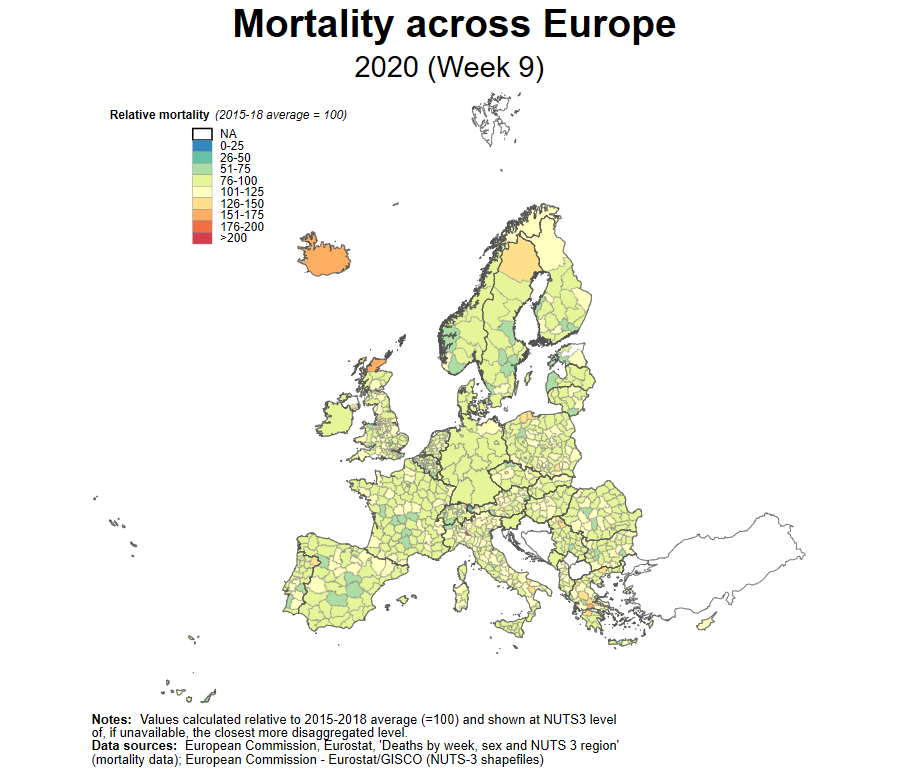 Mortality across Europe
2020 (Week 9)
Relative mortality (2015-18 average = 100)
NA
0-25
26-50
51-75
76-100
101-125
126-150
151-175
176-200
>200
Notes: Values calculated relative to 2015-2018 average (=100) and shown at NUTS3 level
of, if unavailable, the closest more disaggregated level.
Data sources: European Commission, Eurostat, 'Deaths by week, sex and NUTS 3 region'
(mortality data); European Commission - Eurostat/GISCO (NUTS-3 shapefiles)